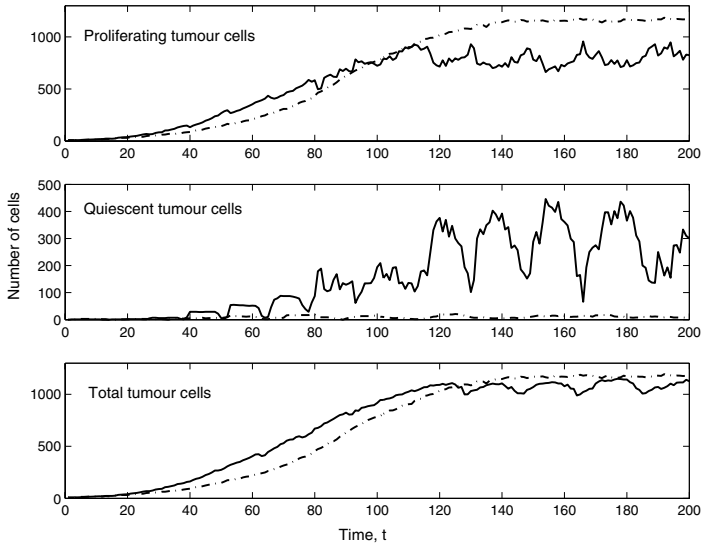 Proliferating tumour cells
1000
500
0
0 20 40 60 80 100 120 140 160 180 200
Number of cells
Quiescent tumour cells
500
400
300
200
100
0
0 20 40 60 80 100 120 140 160 180 200
Total tumour cells
1000
500
0
0 20 40 60 80 100 120 140 160 180 200
Time, t